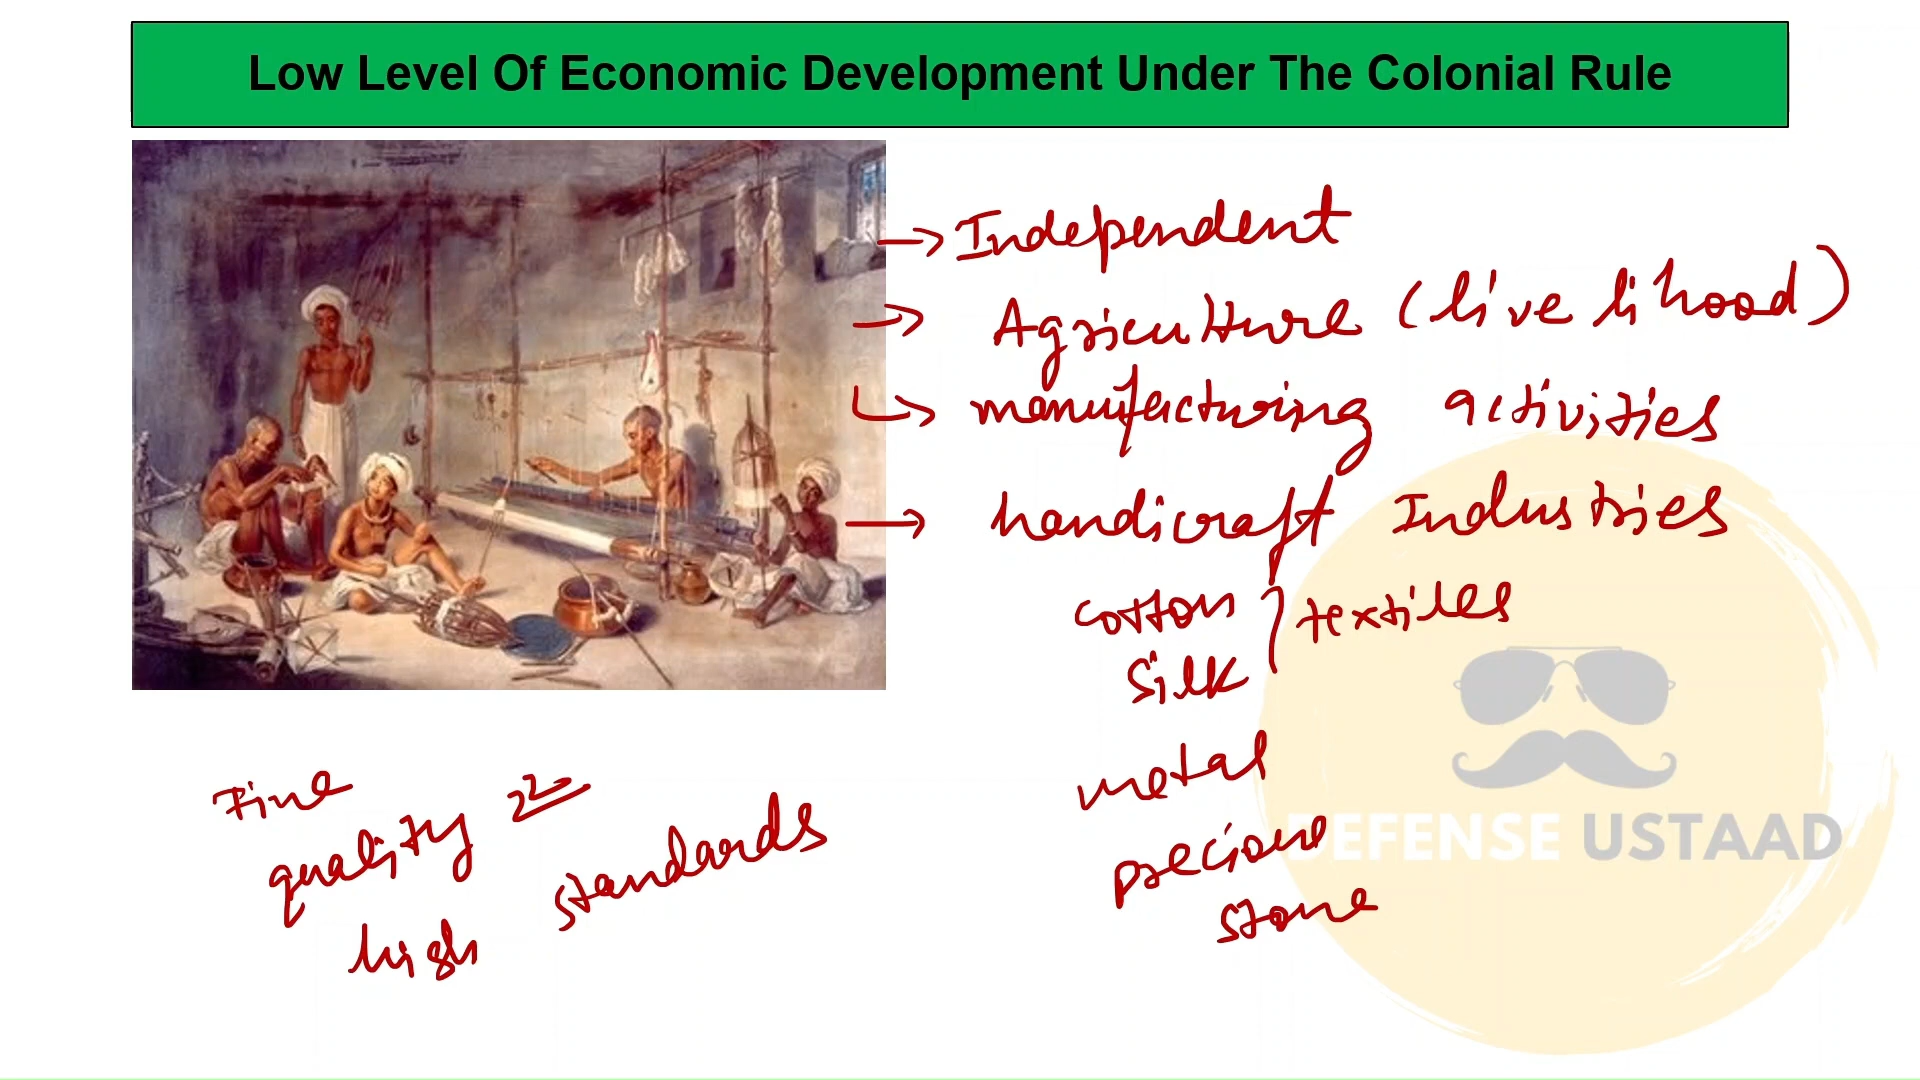 Low Level Of Economic Development Under The Colonial Rule
→ Independent
→ Agriculture (livelihood)
↳ manufacturing activities
→ handicraft Industries
cotton
silk } textiles
metal
precious
stone
Fine
quality
high standards
DEFENSE USTAAD